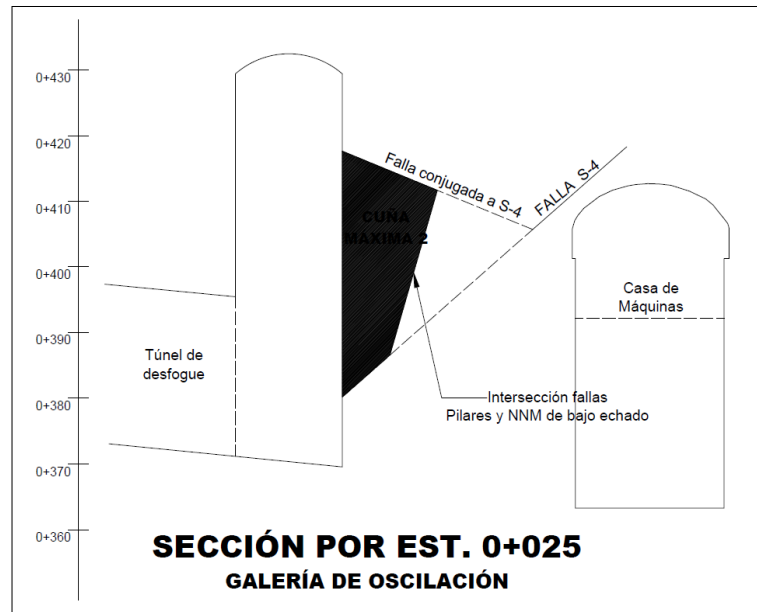 0+430
0+420
0+410
0+400
0+390
0+380
0+370
0+360
Falla conjugada a S-4
FALLA S-4
CUÑA
MÁXIMA 2
Casa de
Máquinas
Túnel de
desfogue
Intersección fallas
Pilares y NNM de bajo echado
SECCIÓN POR EST. 0+025
GALERÍA DE OSCILACIÓN